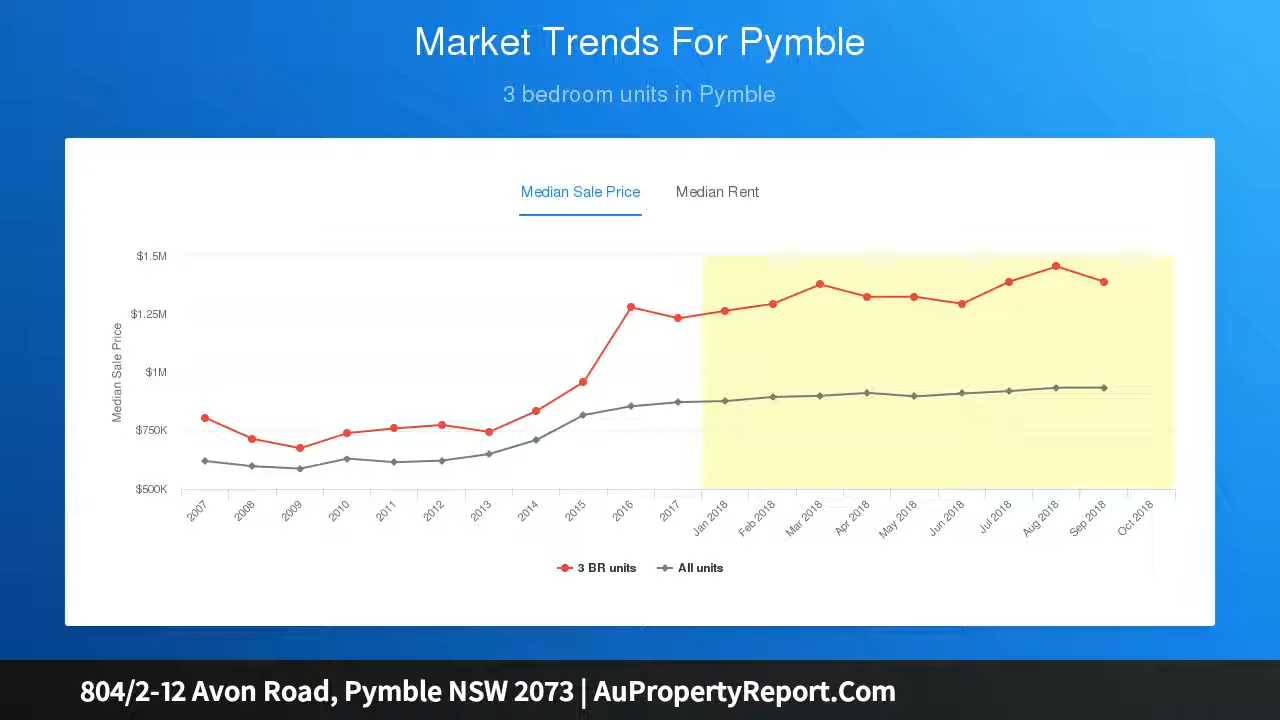 Market Trends For Pymble
3 bedroom units in Pymble
Median Sale Price Median Rent
Median Sale Price
$1.5M
$1.25M
$1M
$750K
$500K
2007 2008 2009 2010 2011 2012 2013 2014 2015 2016 2017 Jan 2018 Feb 2018 Mar 2018 Apr 2018 May 2018 Jun 2018 Jul 2018 Aug 2018 Sep 2018 Oct 2018
3 BR units All units
804/2-12 Avon Road, Pymble NSW 2073 | AuPropertyReport.Com